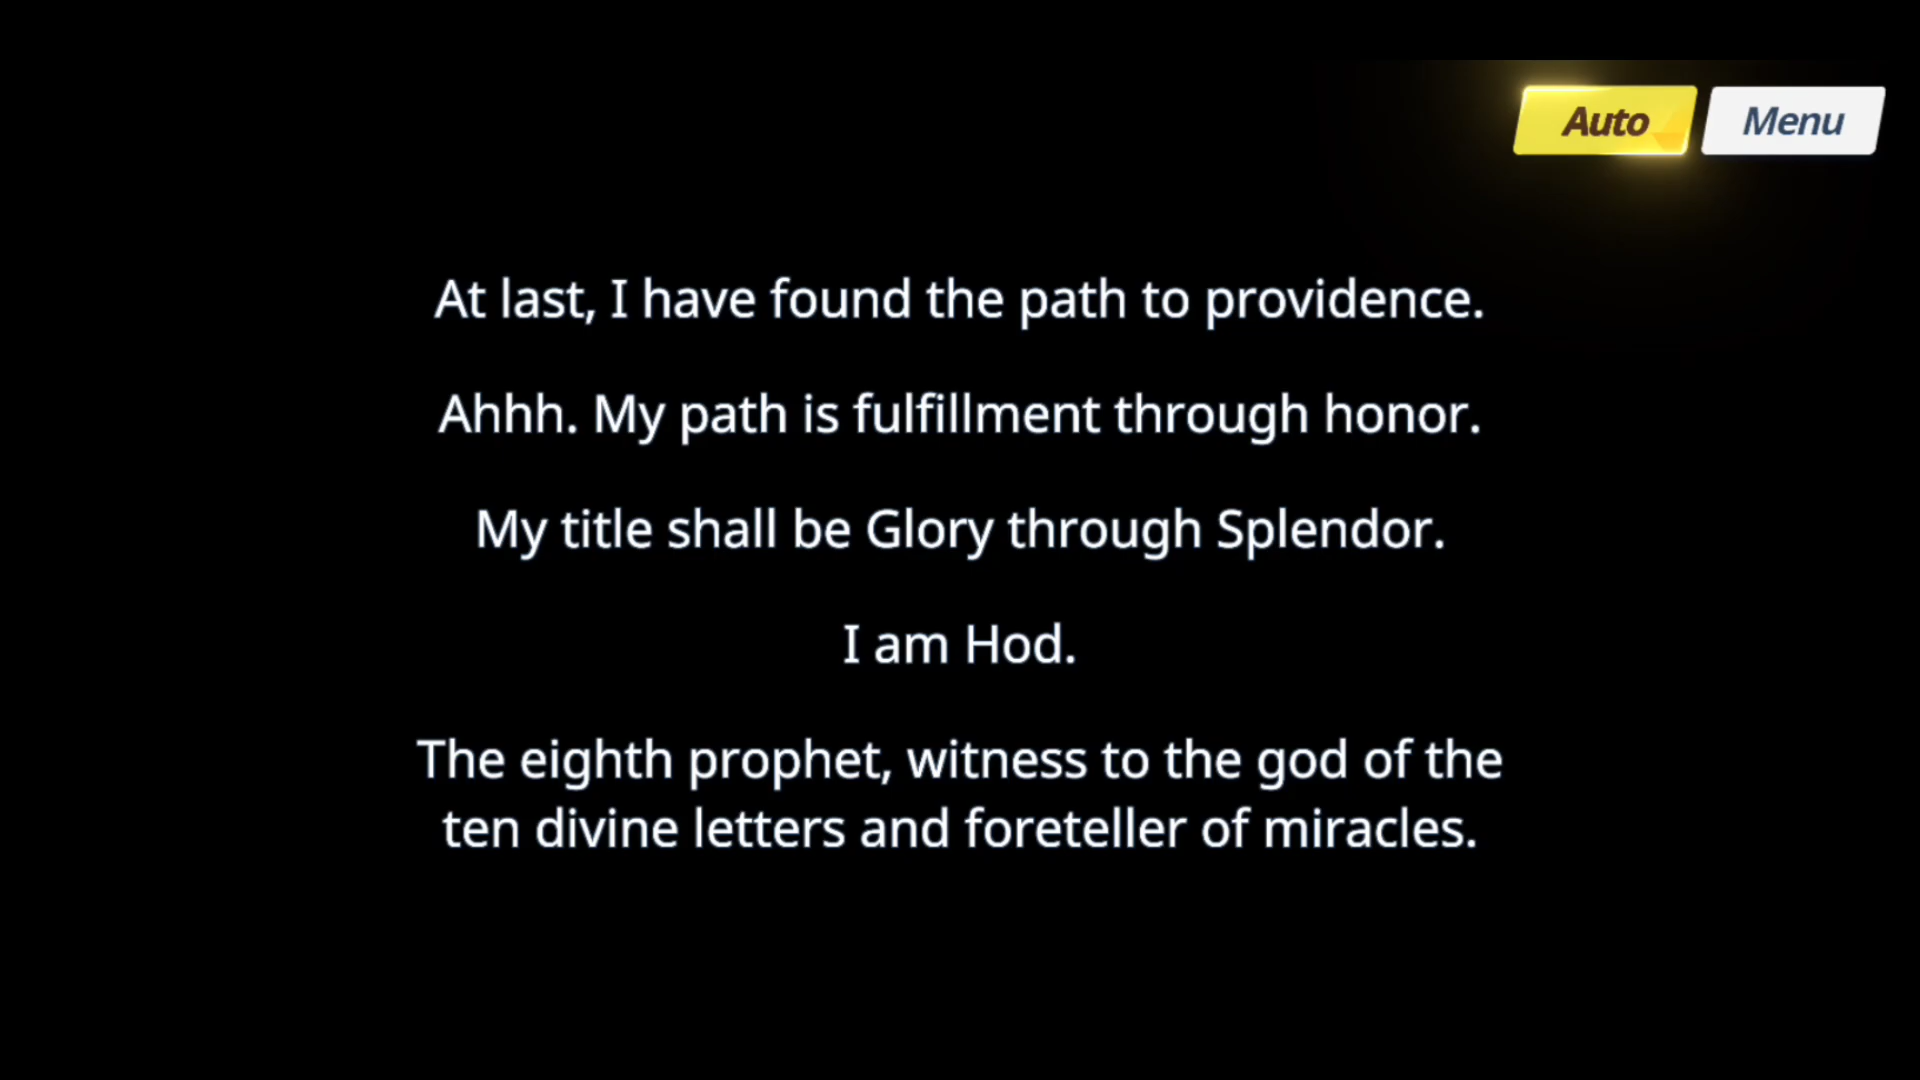 Auto
Menu
At last, I have found the path to providence.
Ahhh. My path is fulfillment through honor.
My title shall be Glory through Splendor.
I am Hod.
The eighth prophet, witness to the god of the
ten divine letters and foreteller of miracles.